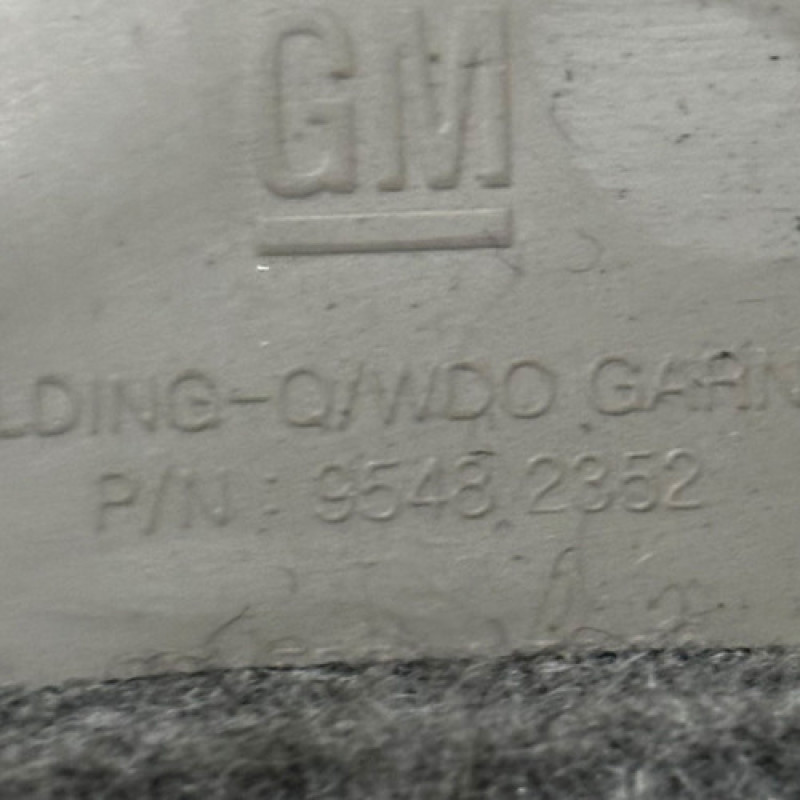 GM
LDING-Q/WDO GARN
P/N : 9548 2352